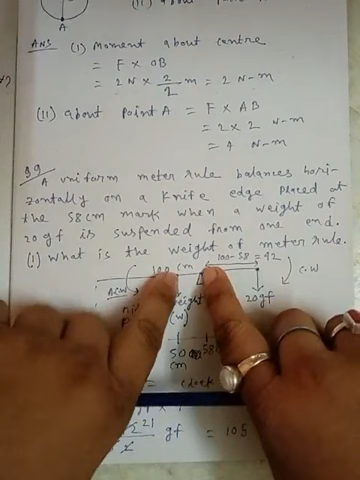 (II) about
A
Ans (I) Moment about centre
= F × OB
= 2N × 2/2 m = 2 N-m
(II) about point A = F × AB
= 2 × 2 N-m
= 4 N-m
A uniform meter rule balances hori-
zontally on a knife edge placed at
the 58 cm mark when a weight of
20 gf is suspended from one end.
(I) what is the weight of meter rule.
100 cm 100-58 = 42
ACW 20gf C.W
weight
(W)
50 58
cm
= clock
21 gf = 105